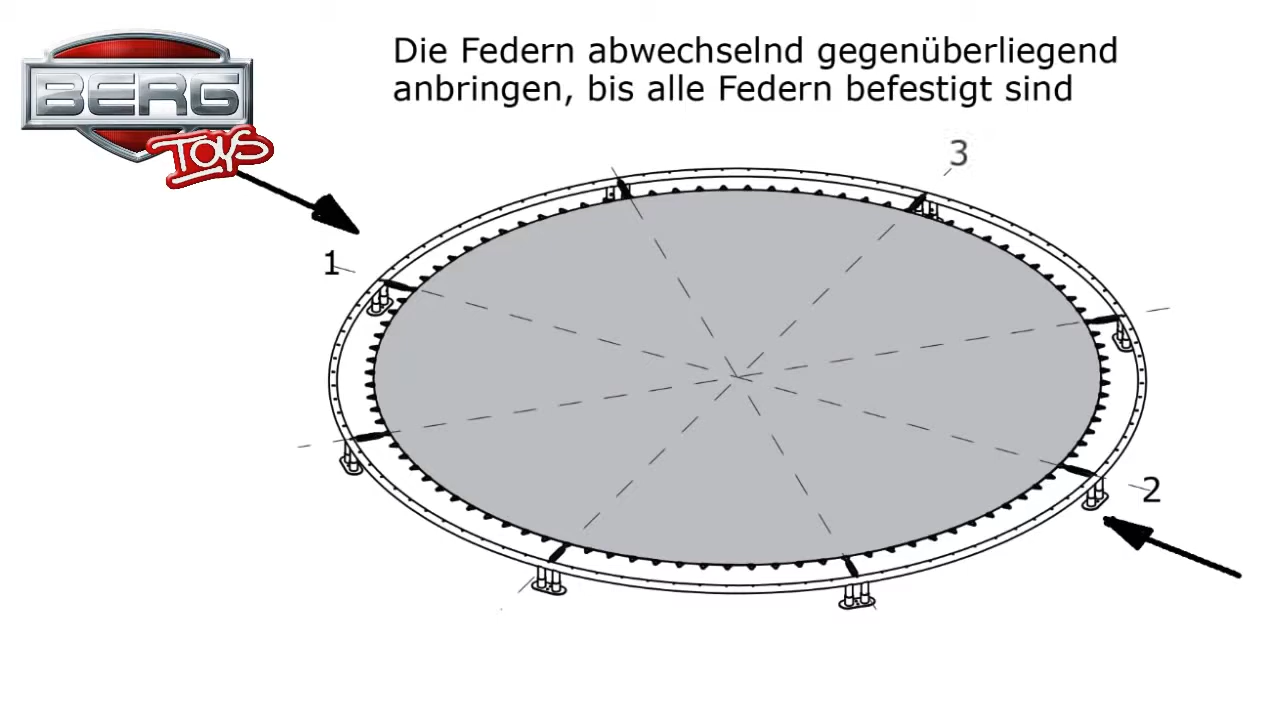 BERG
TOYS
Die Federn abwechselnd gegenüberliegend
anbringen, bis alle Federn befestigt sind
3
1
2